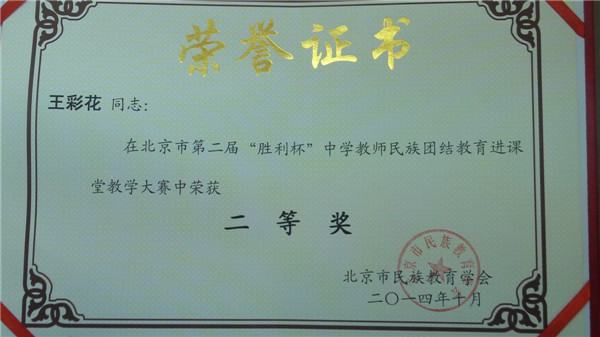 荣誉证书
王彩花 同志：
在北京市第二届“胜利杯”中学教师民族团结教育进课
堂教学大赛中荣获
二等奖
北京市民族教育学会
二〇一四年十月